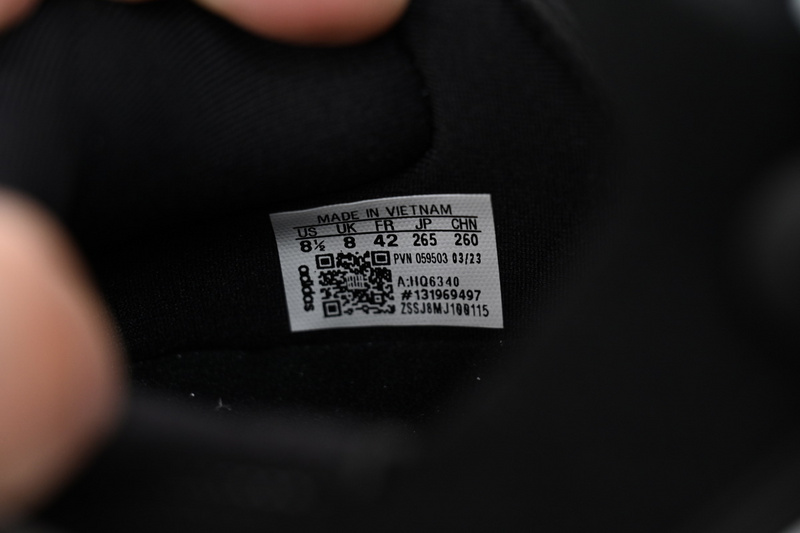 MADE IN VIETNAM
US UK FR JP CHN
8½ 8 42 265 260
PVN 059503 03/23
adidas
A:HQ6340
#131969497
ZSSJ8MJ100115